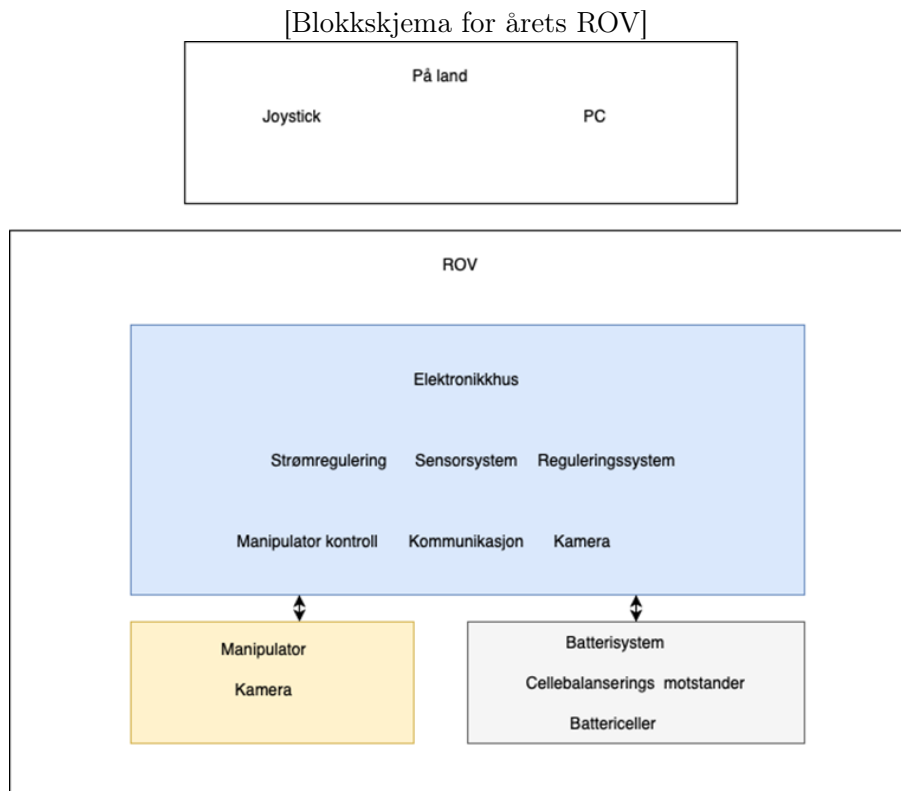 [Blokkskjema for årets ROV]
På land
Joystick PC
ROV
Elektronikkhus
Strømregulering Sensorsystem Reguleringssystem
Manipulator kontroll Kommunikasjon Kamera
Manipulator
Kamera
Batterisystem
Cellebalanserings motstander
Battericeller